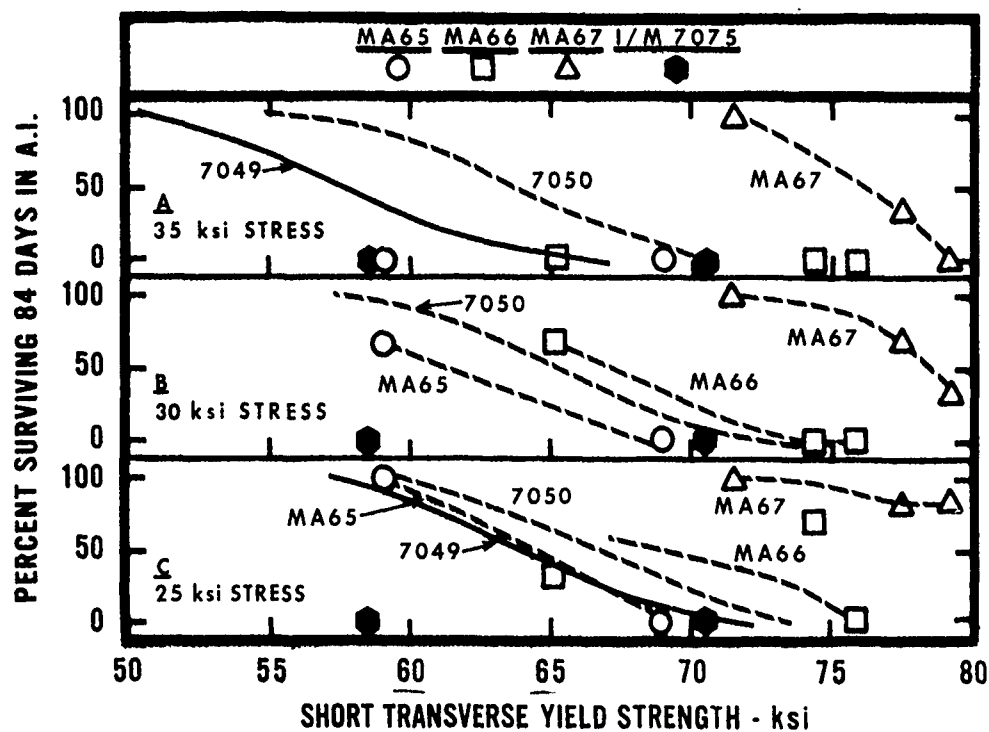 MA65 MA66 MA67 I/M 7075
PERCENT SURVIVING 84 DAYS IN A.I.
100
50
0
7049
7050
MA67
A
35 ksi STRESS
100
50
0
7050
MA67
MA65
MA66
B
30 ksi STRESS
100
50
0
7050
MA67
MA65
7049
MA66
C
25 ksi STRESS
50 55 60 65 70 75 80
SHORT TRANSVERSE YIELD STRENGTH - ksi